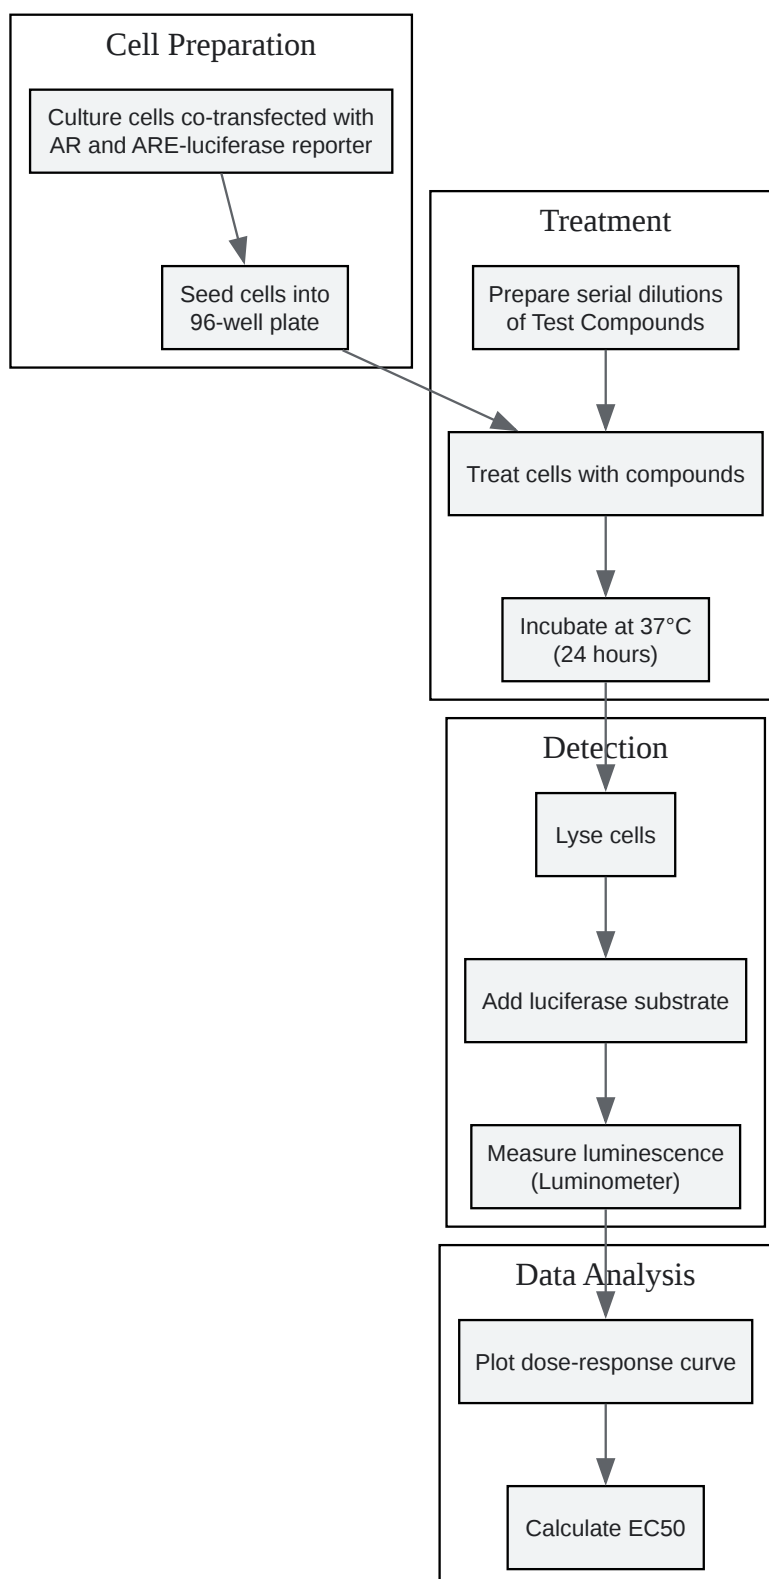 Cell Preparation
Culture cells co-transfected with
AR and ARE-luciferase reporter
Seed cells into
96-well plate
Treatment
Prepare serial dilutions
of Test Compounds
Treat cells with compounds
Incubate at 37°C
(24 hours)
Detection
Lyse cells
Add luciferase substrate
Measure luminescence
(Luminometer)
Data Analysis
Plot dose-response curve
Calculate EC50